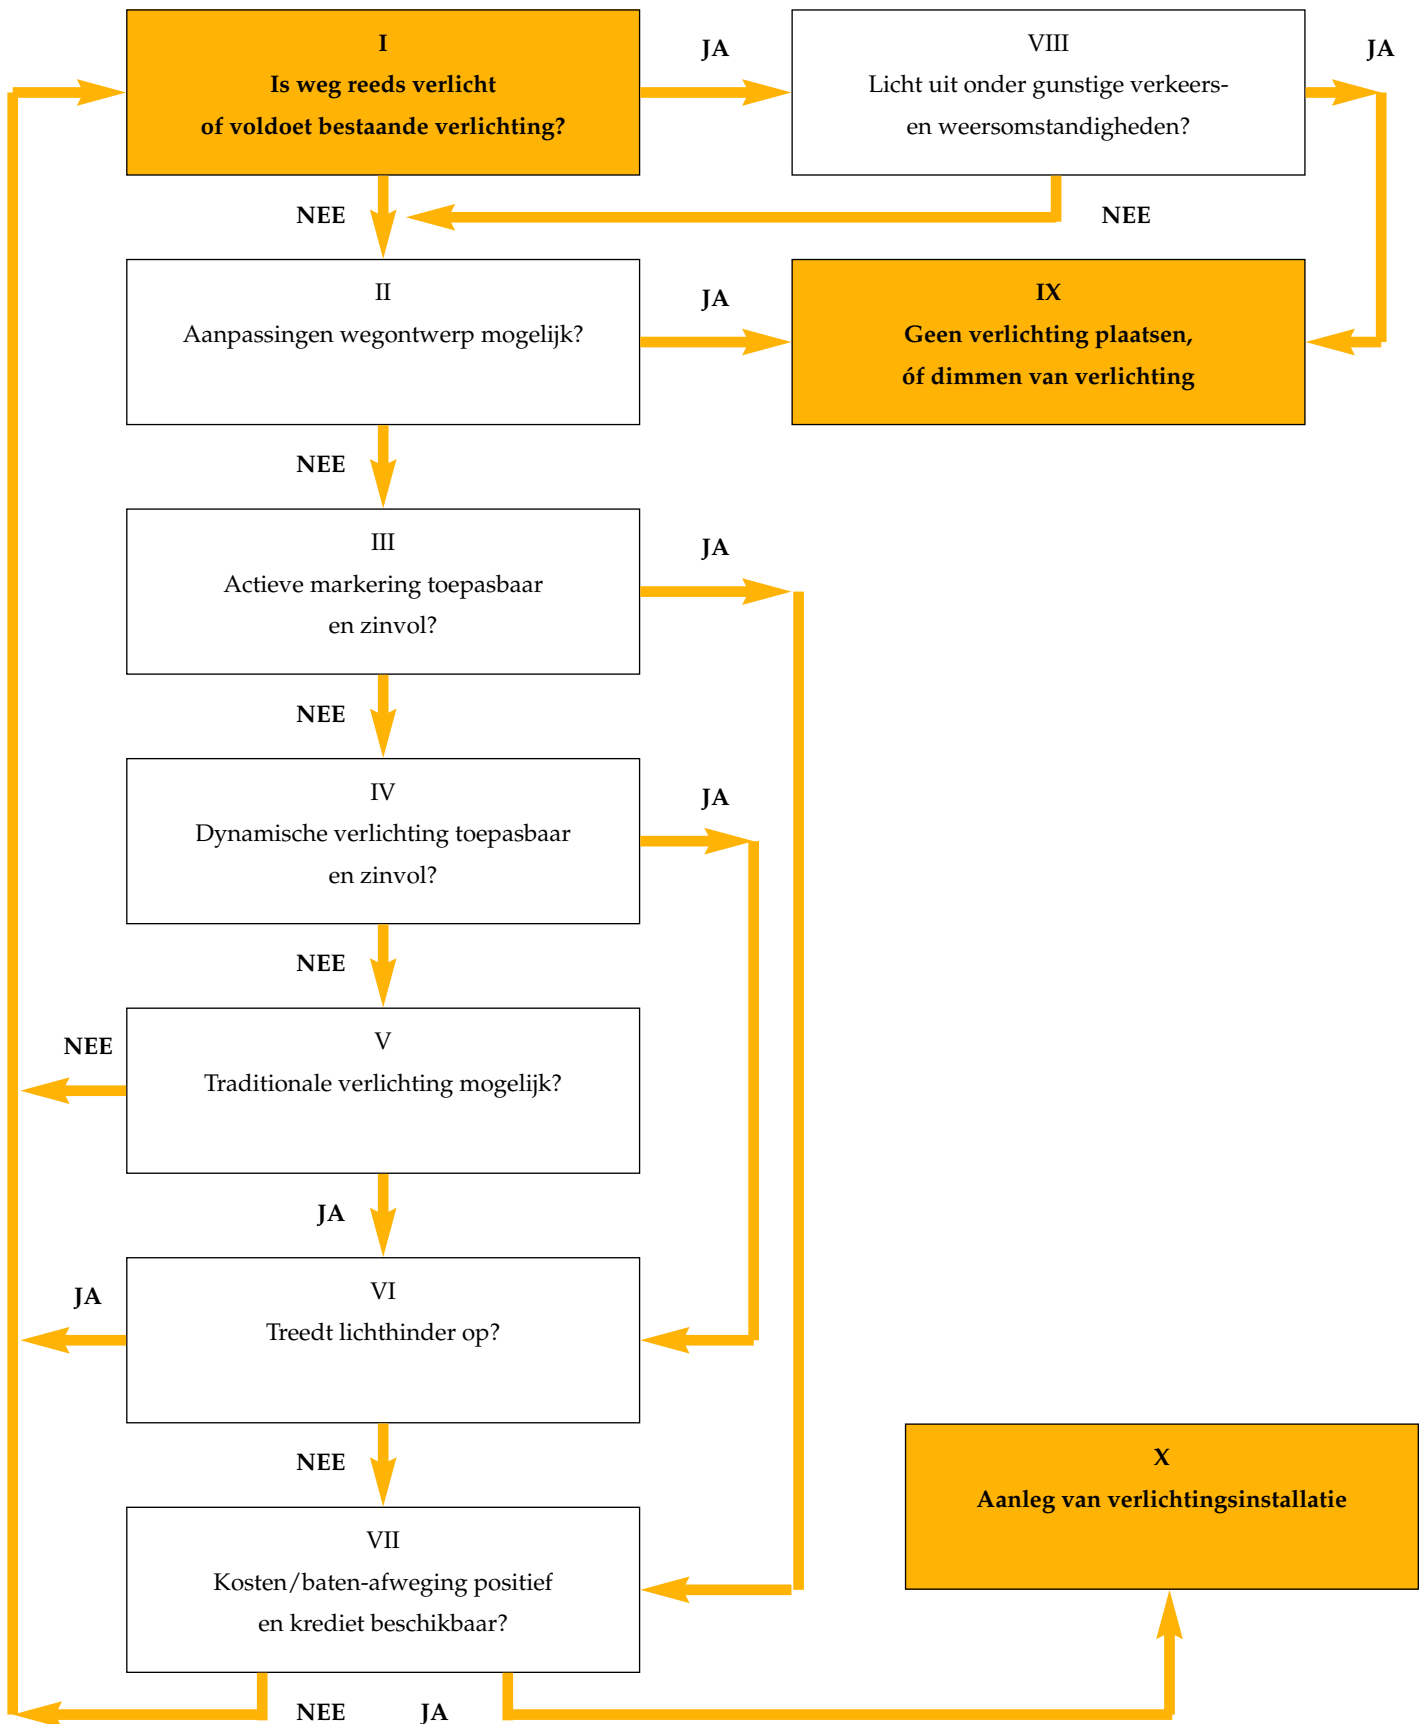 I
Is weg reeds verlicht
of voldoet bestaande verlichting?
JA
VIII
Licht uit onder gunstige verkeers-
en weersomstandigheden?
JA
NEE
NEE
II
Aanpassingen wegontwerp mogelijk?
JA
IX
Geen verlichting plaatsen,
óf dimmen van verlichting
NEE
III
Actieve markering toepasbaar
en zinvol?
JA
NEE
IV
Dynamische verlichting toepasbaar
en zinvol?
JA
NEE
V
Traditionale verlichting mogelijk?
NEE
JA
VI
Treedt lichthinder op?
JA
NEE
VII
Kosten/baten-afweging positief
en krediet beschikbaar?
X
Aanleg van verlichtingsinstallatie
NEE
JA